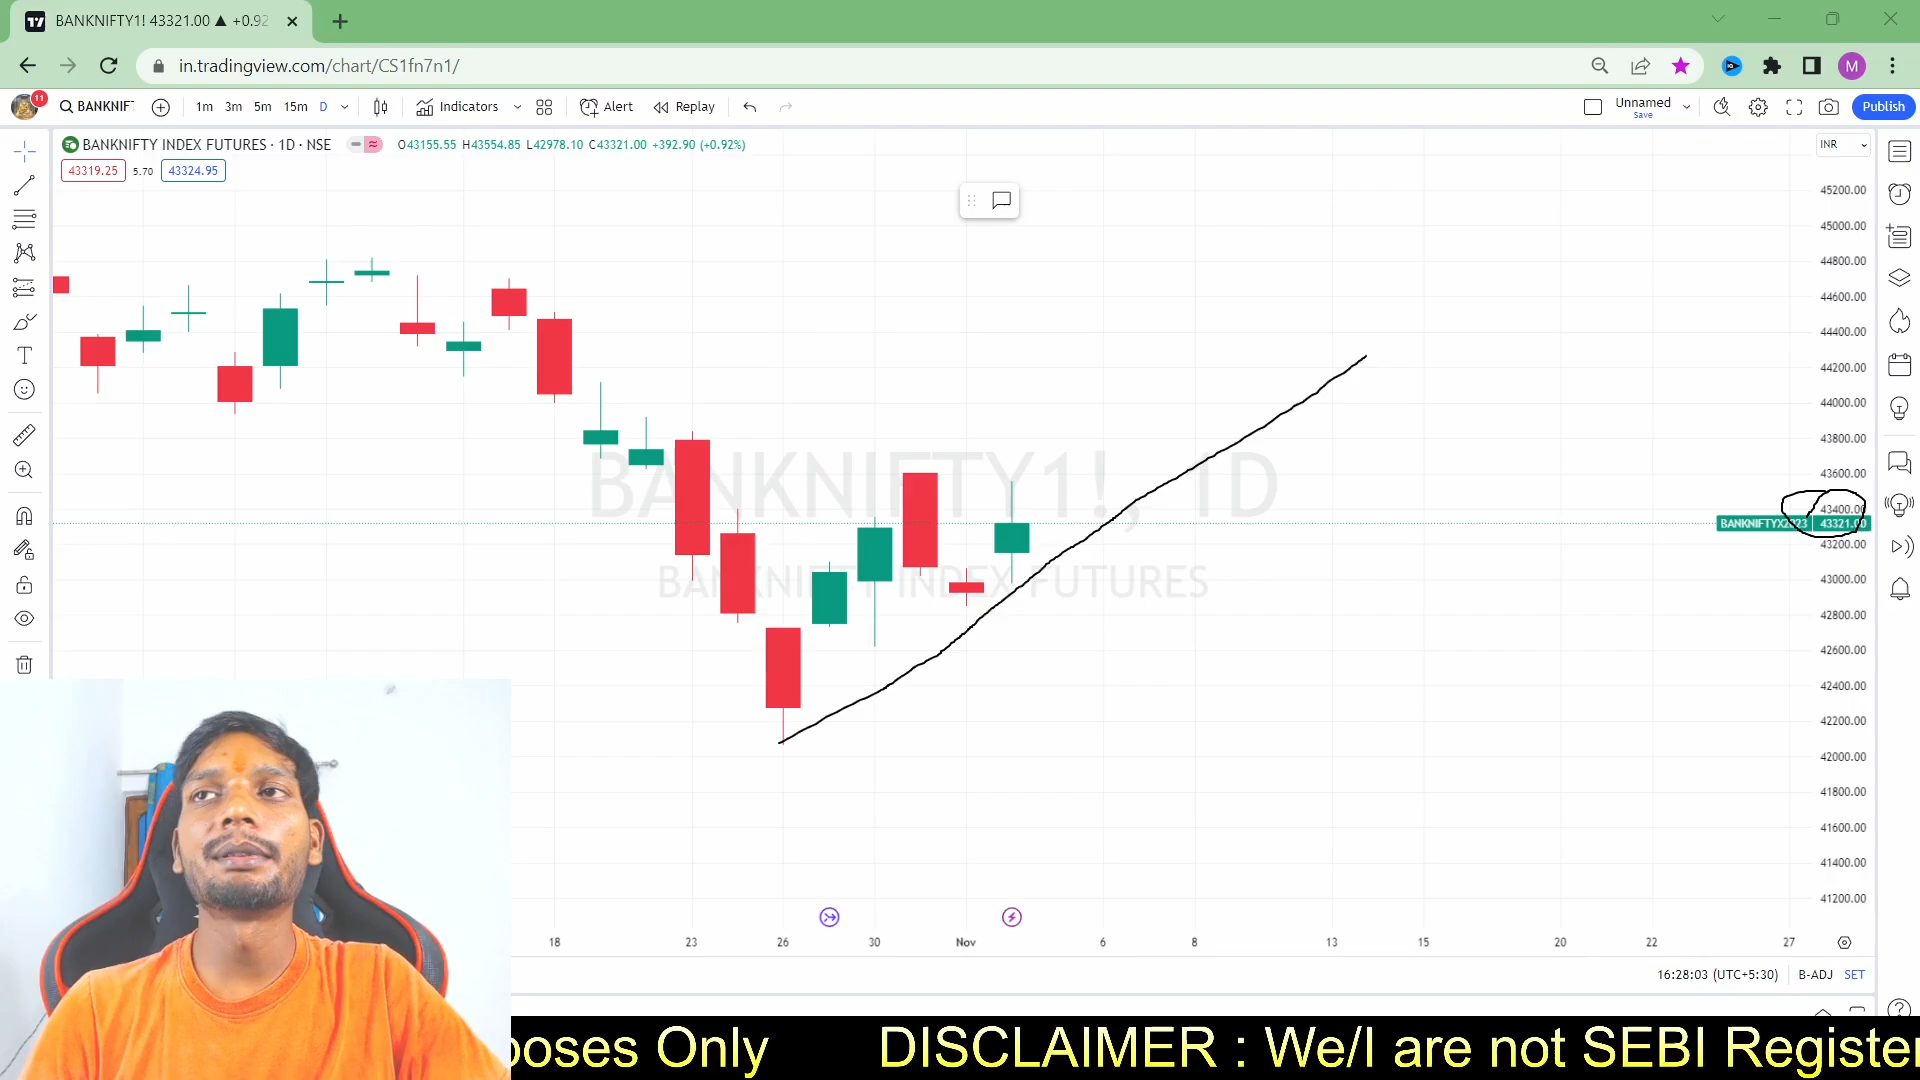 BANKNIFTY1! 43321.00 ▲ +0.92
in.tradingview.com/chart/CS1fn7n1/
M
11
BANKNIFT
1m 3m 5m 15m D
Indicators
Alert
Replay
Unnamed
Save
Publish
BANKNIFTY INDEX FUTURES · 1D · NSE
O43155.55 H43554.85 L42978.10 C43321.00 +392.90 (+0.92%)
INR
43319.25 5.70 43324.95
45200.00
45000.00
44800.00
44600.00
44400.00
44200.00
44000.00
43800.00
43600.00
43400.00
BANKNIFTYX2023 43321.00
43200.00
43000.00
42800.00
42600.00
42400.00
42200.00
42000.00
41800.00
41600.00
41400.00
41200.00
BANKNIFTY1!, 1D
BANKNIFTY INDEX FUTURES
18 23 26 30 Nov 6 8 13 15 20 22 27
16:28:03 (UTC+5:30) B-ADJ SET
poses Only DISCLAIMER : We/I are not SEBI Register